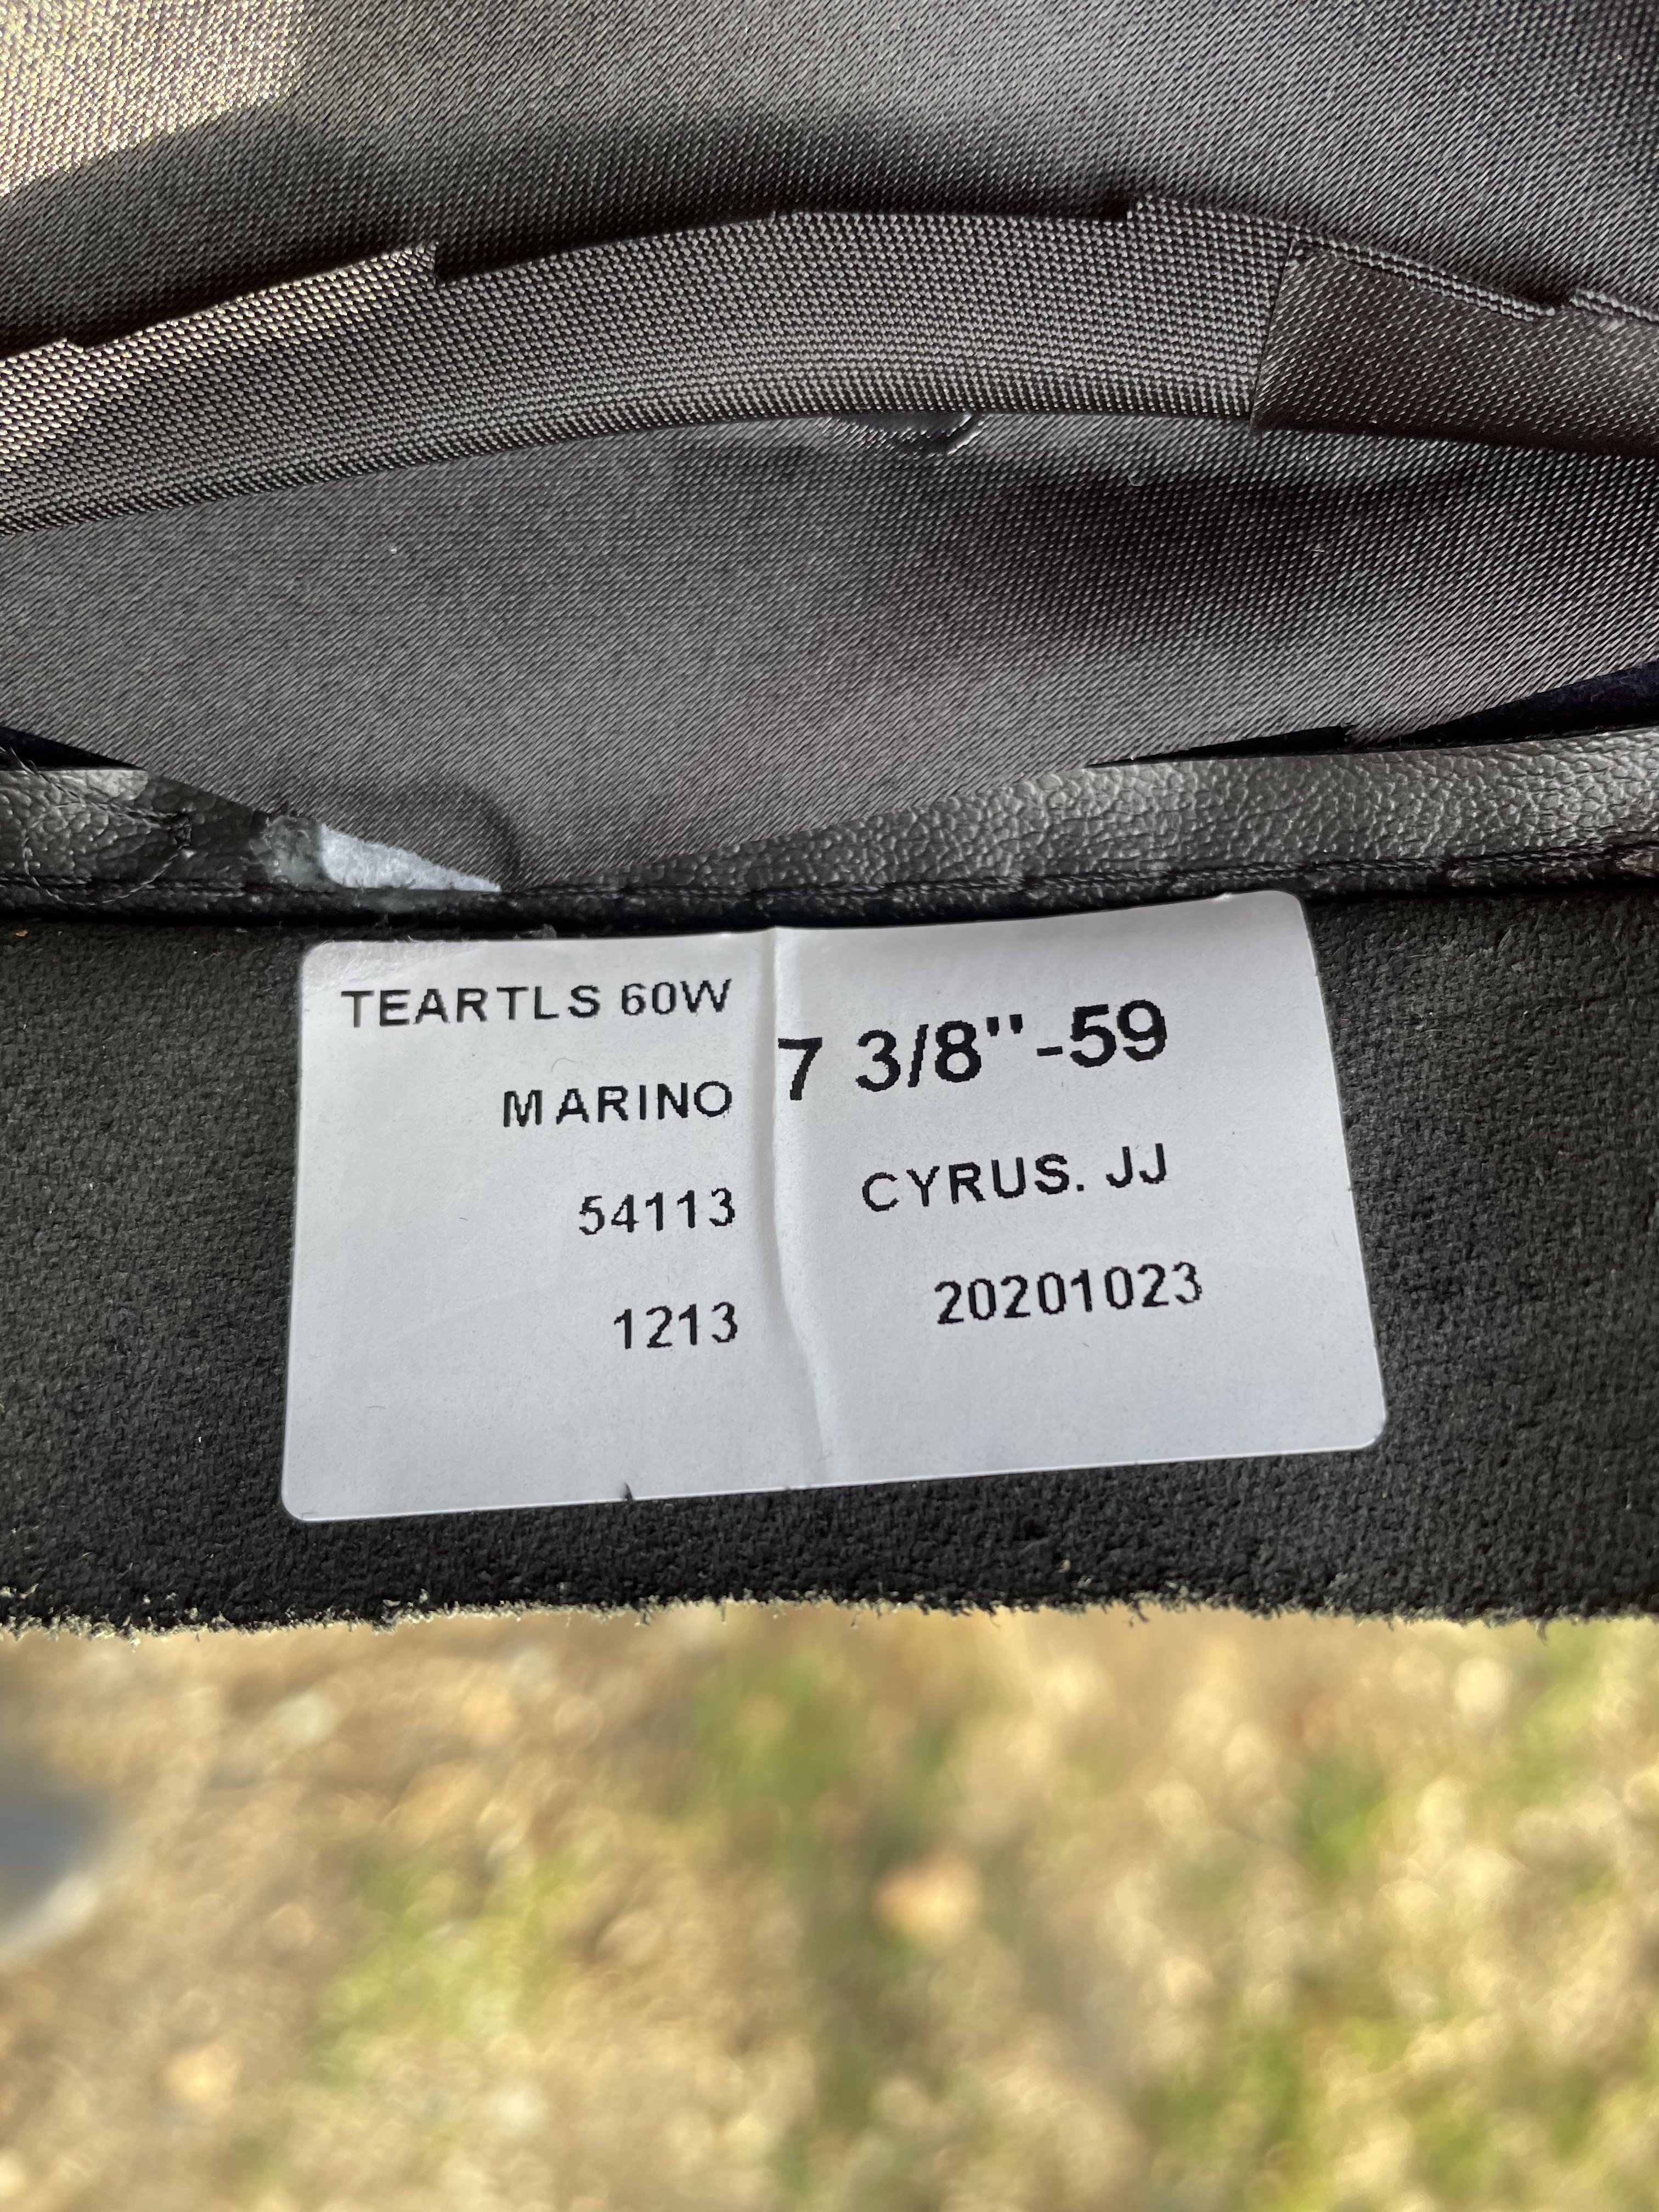 TEARTLS 60W
MARINO
54113
1213
7 3/8"-59
CYRUS. JJ
20201023